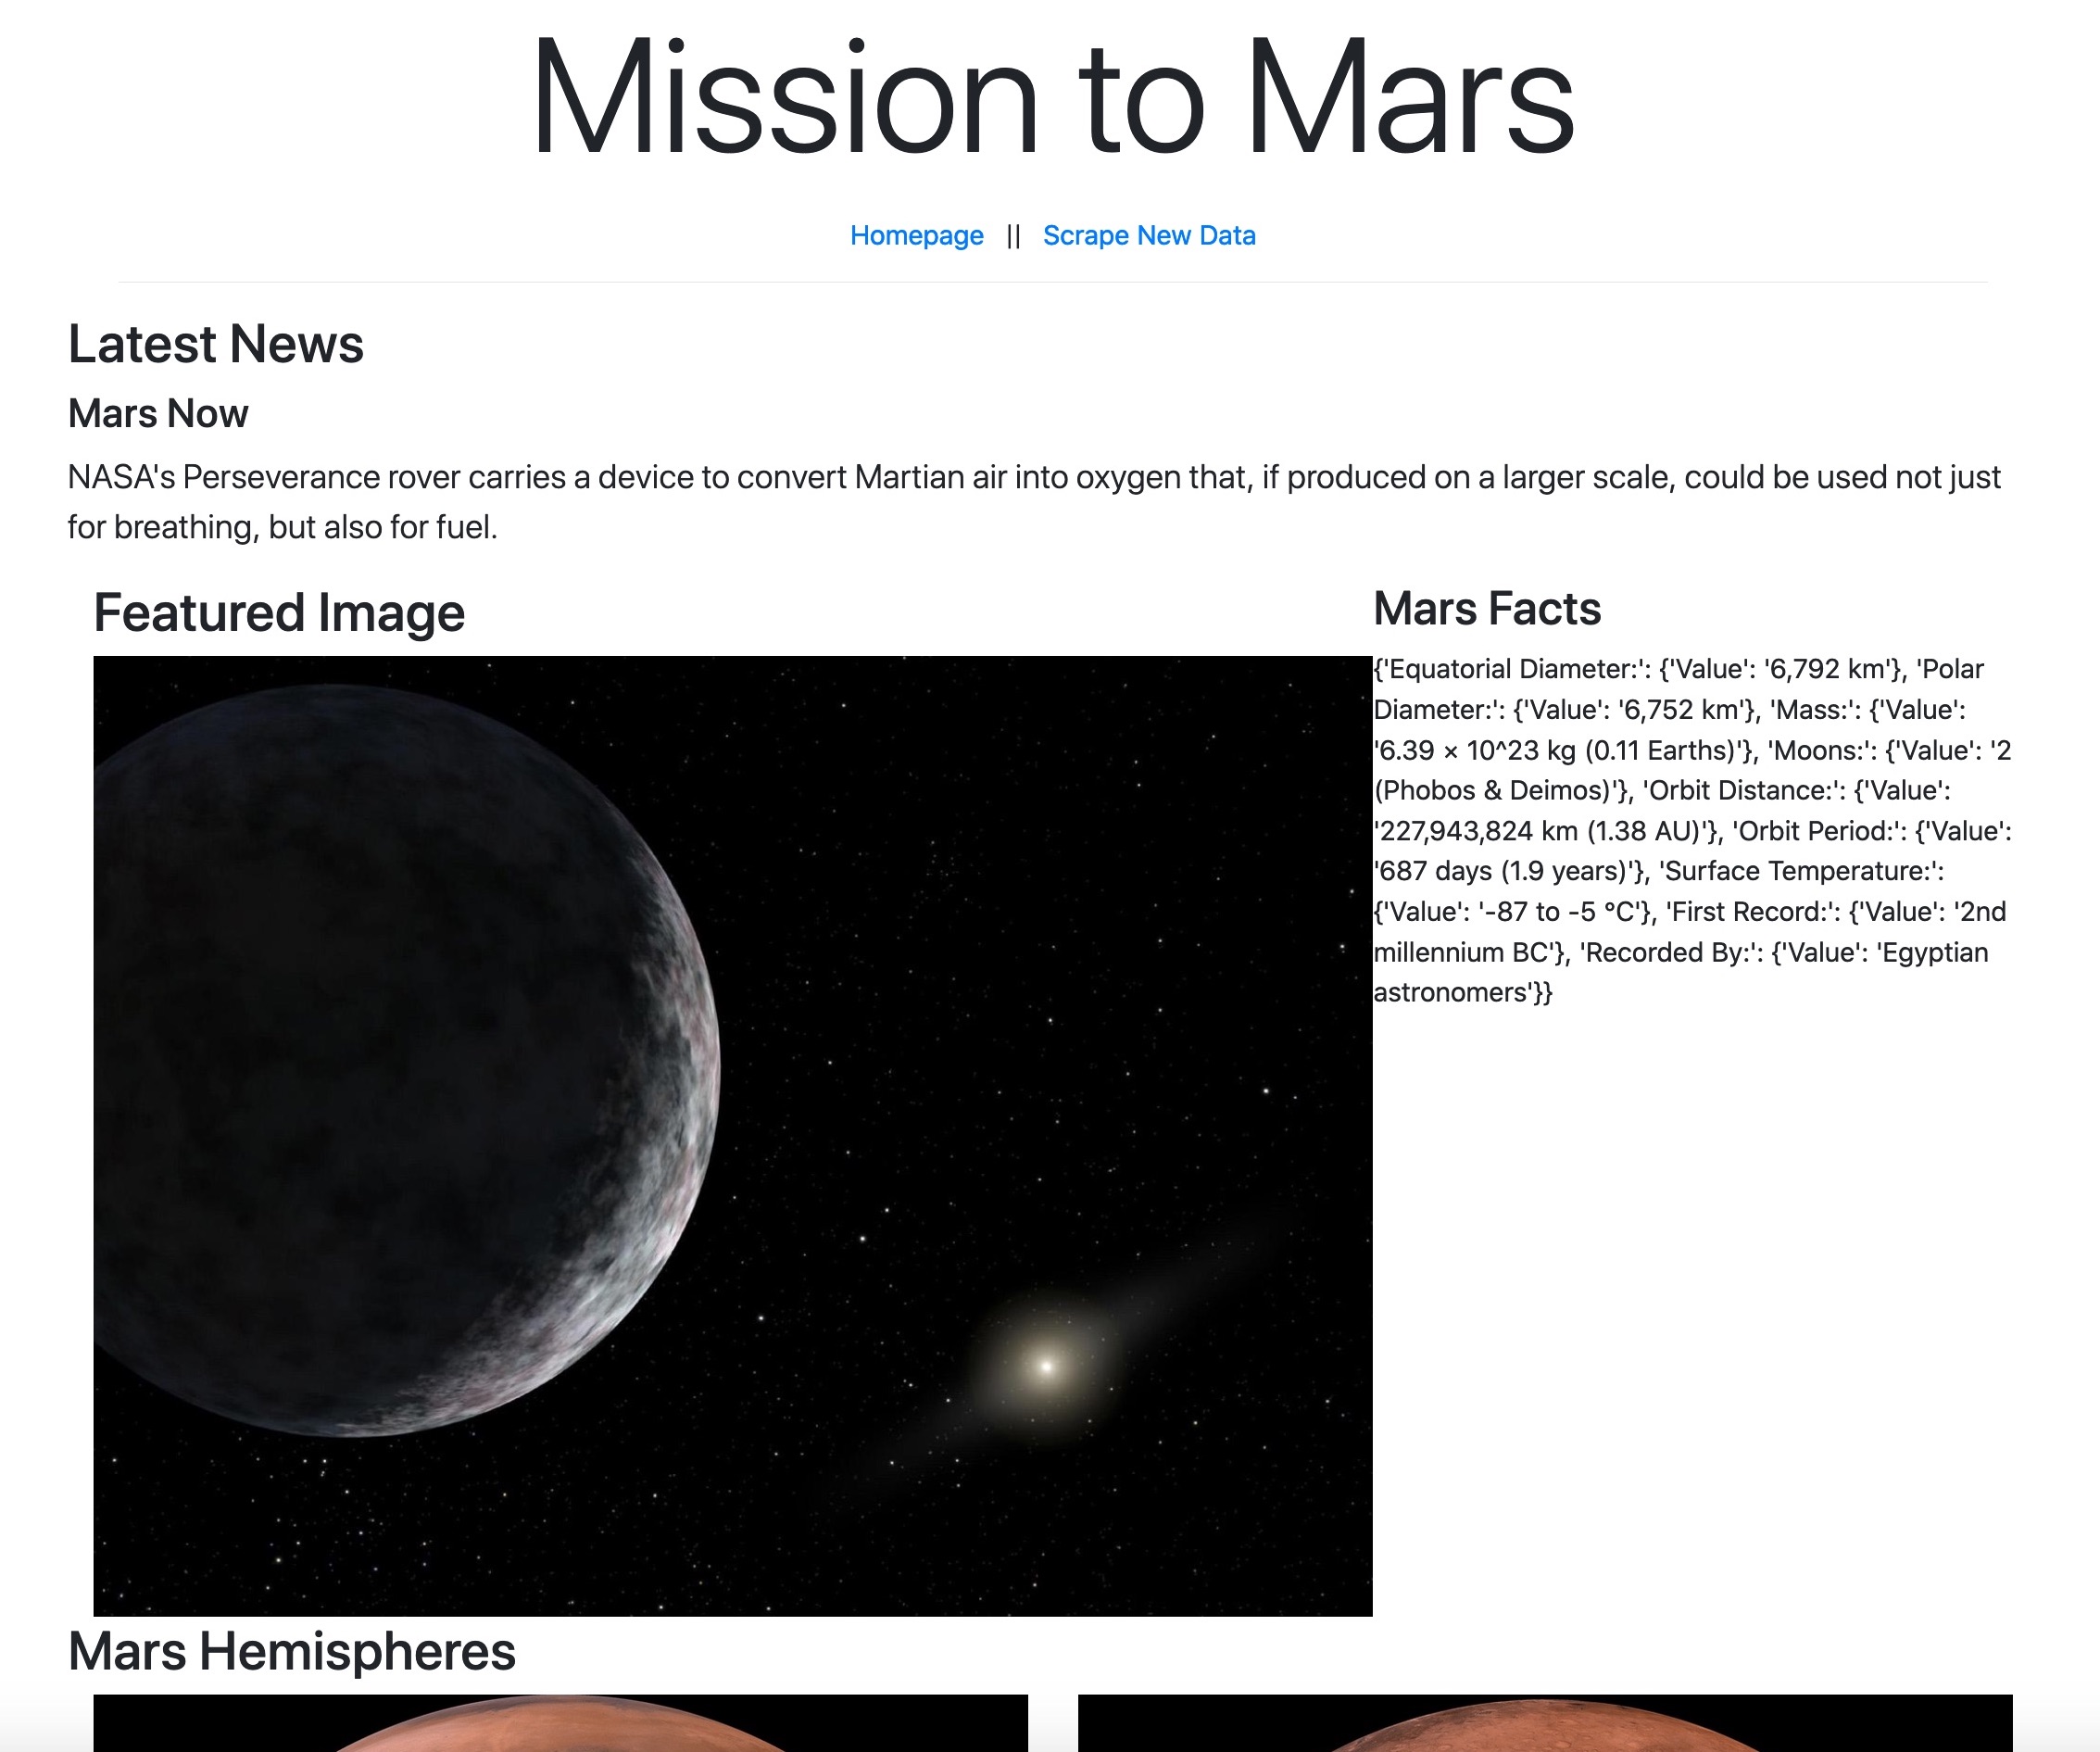 Mission to Mars
Homepage || Scrape New Data
Latest News
Mars Now
NASA's Perseverance rover carries a device to convert Martian air into oxygen that, if produced on a larger scale, could be used not just
for breathing, but also for fuel.
Featured Image
Mars Facts
{'Equatorial Diameter:': {'Value': '6,792 km'}, 'Polar
Diameter:': {'Value': '6,752 km'}, 'Mass:': {'Value':
'6.39 × 10^23 kg (0.11 Earths)'}, 'Moons:': {'Value': '2
(Phobos & Deimos)'}, 'Orbit Distance:': {'Value':
'227,943,824 km (1.38 AU)'}, 'Orbit Period:': {'Value':
'687 days (1.9 years)'}, 'Surface Temperature:':
{'Value': '-87 to -5 °C'}, 'First Record:': {'Value': '2nd
millennium BC'}, 'Recorded By:': {'Value': 'Egyptian
astronomers'}}
Mars Hemispheres